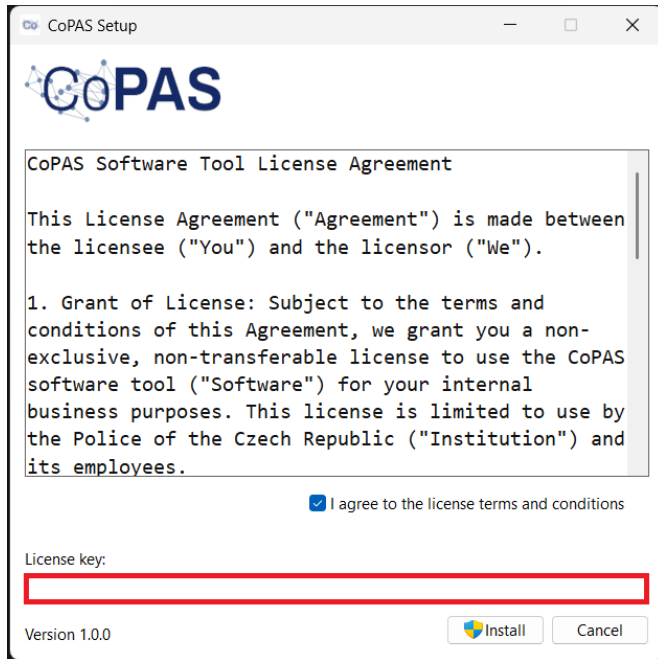 Co CoPAS Setup
CoPAS
CoPAS Software Tool License Agreement
This License Agreement ("Agreement") is made between
the licensee ("You") and the licensor ("We").
1. Grant of License: Subject to the terms and
conditions of this Agreement, we grant you a non-
exclusive, non-transferable license to use the CoPAS
software tool ("Software") for your internal
business purposes. This license is limited to use by
the Police of the Czech Republic ("Institution") and
its employees.
I agree to the license terms and conditions
License key:
Version 1.0.0
Install
Cancel